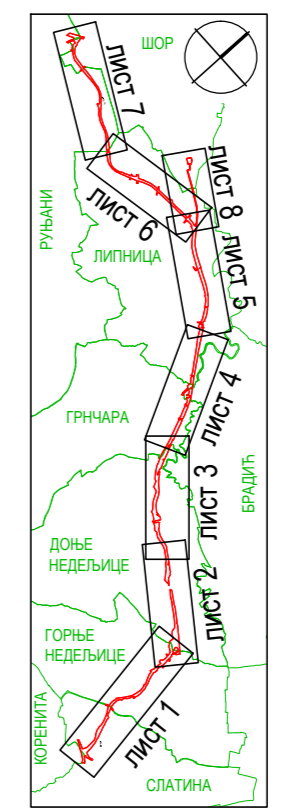 ШОР
ЛИСТ 7
РУЊАНИ
ЛИСТ 6
ЛИСТ 8
ЛИПНИЦА
ЛИСТ 5
ЛИСТ 4
ГРНЧАРА
ЛИСТ 3
БРАДИЋ
ДОЊЕ
НЕДЕЉИЦЕ
ЛИСТ 2
ГОРЊЕ
НЕДЕЉИЦЕ
КОРЕНИТА
ЛИСТ 1
СЛАТИНА